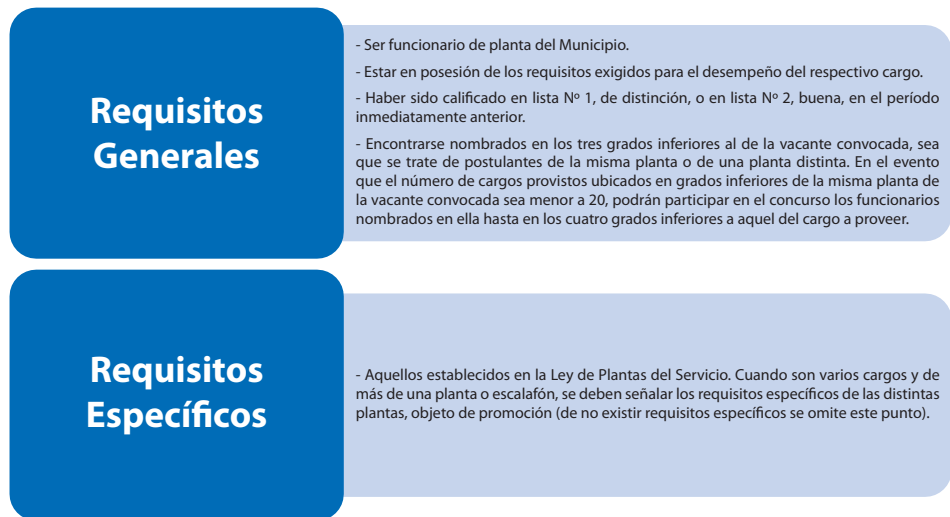 Requisitos
Generales
- Ser funcionario de planta del Municipio.
- Estar en posesión de los requisitos exigidos para el desempeño del respectivo cargo.
- Haber sido calificado en lista Nº 1, de distinción, o en lista Nº 2, buena, en el período
inmediatamente anterior.
- Encontrarse nombrados en los tres grados inferiores al de la vacante convocada, sea
que se trate de postulantes de la misma planta o de una planta distinta. En el evento
que el número de cargos provistos ubicados en grados inferiores de la misma planta de
la vacante convocada sea menor a 20, podrán participar en el concurso los funcionarios
nombrados en ella hasta en los cuatro grados inferiores a aquel del cargo a proveer.
Requisitos
Específicos
- Aquellos establecidos en la Ley de Plantas del Servicio. Cuando son varios cargos y de
más de una planta o escalafón, se deben señalar los requisitos específicos de las distintas
plantas, objeto de promoción (de no existir requisitos específicos se omite este punto).